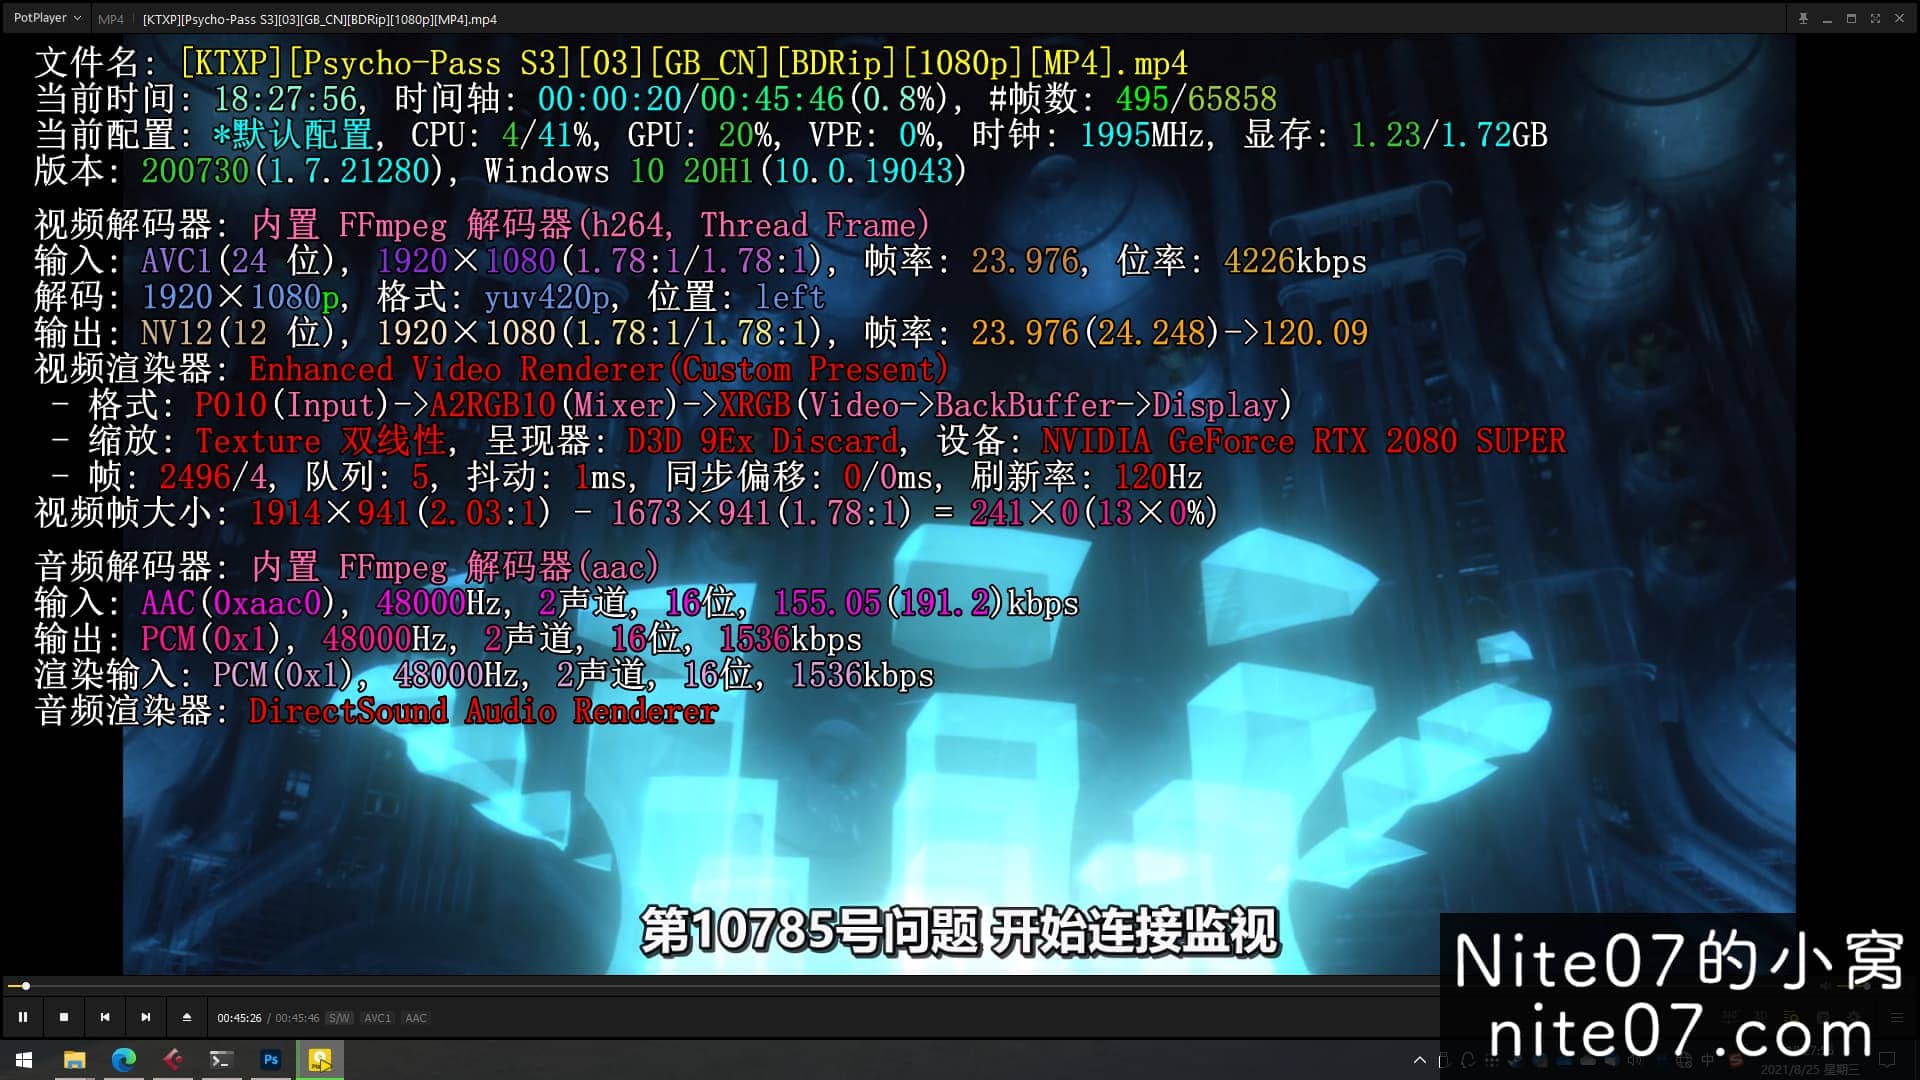 PotPlayer MP4 [KTXP][Psycho-Pass S3][03][GB_CN][BDRip][1080p][MP4].mp4
文件名: [KTXP][Psycho-Pass S3][03][GB_CN][BDRip][1080p][MP4].mp4
当前时间: 18:27:56, 时间轴: 00:00:20/00:45:46(0.8%), #帧数: 495/65858
当前配置: *默认配置, CPU: 4/41%, GPU: 20%, VPE: 0%, 时钟: 1995MHz, 显存: 1.23/1.72GB
版本: 200730(1.7.21280), Windows 10 20H1(10.0.19043)
视频解码器: 内置 FFmpeg 解码器(h264, Thread Frame)
输入: AVC1(24 位), 1920×1080(1.78:1/1.78:1), 帧率: 23.976, 位率: 4226kbps
解码: 1920×1080p, 格式: yuv420p, 位置: left
输出: NV12(12 位), 1920×1080(1.78:1/1.78:1), 帧率: 23.976(24.248)->120.09
视频渲染器: Enhanced Video Renderer(Custom Present)
- 格式: P010(Input)->A2RGB10(Mixer)->XRGB(Video->BackBuffer->Display)
- 缩放: Texture 双线性, 呈现器: D3D 9Ex Discard, 设备: NVIDIA GeForce RTX 2080 SUPER
- 帧: 2496/4, 队列: 5, 抖动: 1ms, 同步偏移: 0/0ms, 刷新率: 120Hz
视频帧大小: 1914×941(2.03:1) - 1673×941(1.78:1) = 241×0(13×0%)
音频解码器: 内置 FFmpeg 解码器(aac)
输入: AAC(0xaac0), 48000Hz, 2声道, 16位, 155.05(191.2)kbps
输出: PCM(0x1), 48000Hz, 2声道, 16位, 1536kbps
渲染输入: PCM(0x1), 48000Hz, 2声道, 16位, 1536kbps
音频渲染器: DirectSound Audio Renderer
第10785号问题 开始连接监视
Nite07的小窝
nite07.com
00:45:26 / 00:45:46 S/W AVC1 AAC
Ps
中
2021/8/25 星期三